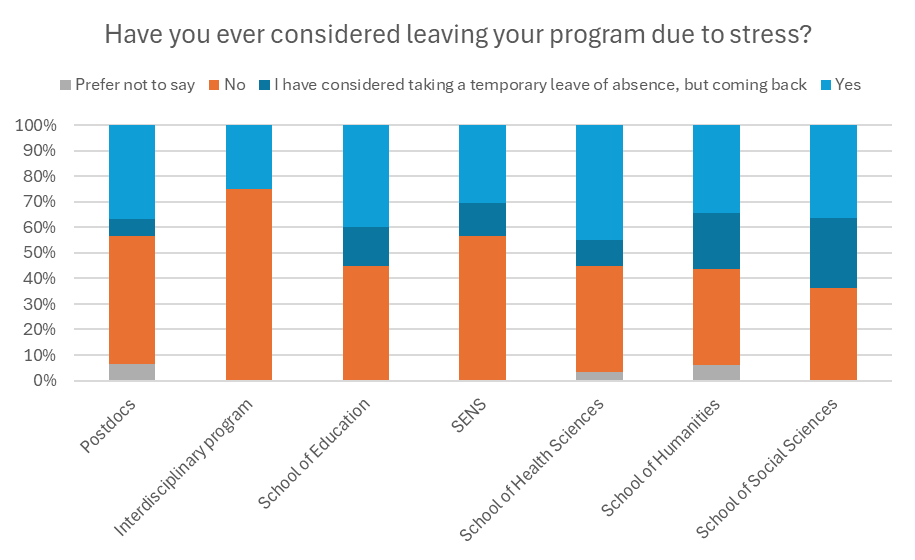 Have you ever considered leaving your program due to stress?
Prefer not to say No I have considered taking a temporary leave of absence, but coming back Yes
100%
90%
80%
70%
60%
50%
40%
30%
20%
10%
0%
Postdocs
Interdisciplinary program
School of Education
SENS
School of Health Sciences
School of Humanities
School of Social Sciences